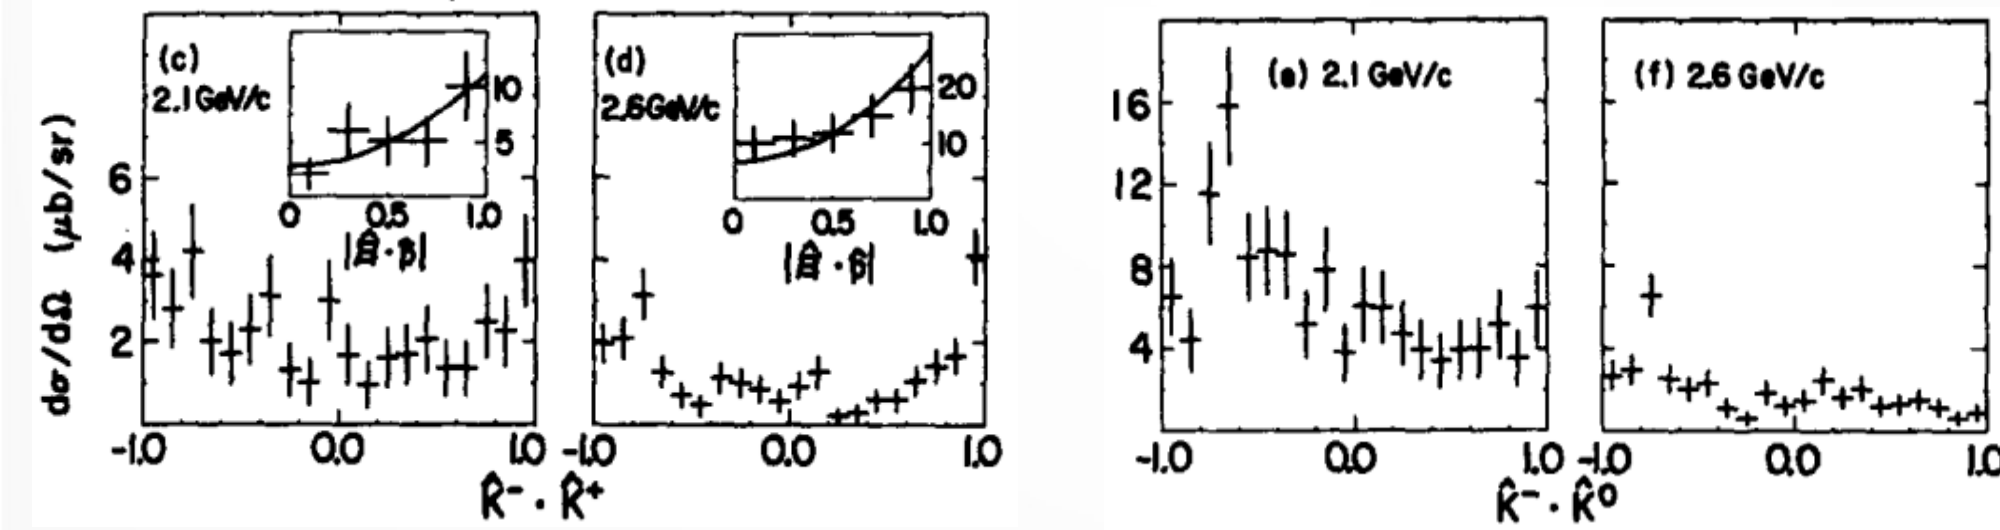 (c)
2.1 GeV/c
10
5
0 0.5 1.0
|Ξ̂·p̂|
(d)
2.6 GeV/c
20
10
0 0.5 1.0
|Ξ̂·p̂|
dσ/dΩ (μb/sr)
6
4
2
-1.0 0.0 1.0
-1.0 0.0 1.0
K̂⁻·K̂⁺
(e) 2.1 GeV/c
(f) 2.6 GeV/c
16
12
8
4
-1.0 0.0 1.0
-1.0 0.0 1.0
K̂⁻·K̂⁰